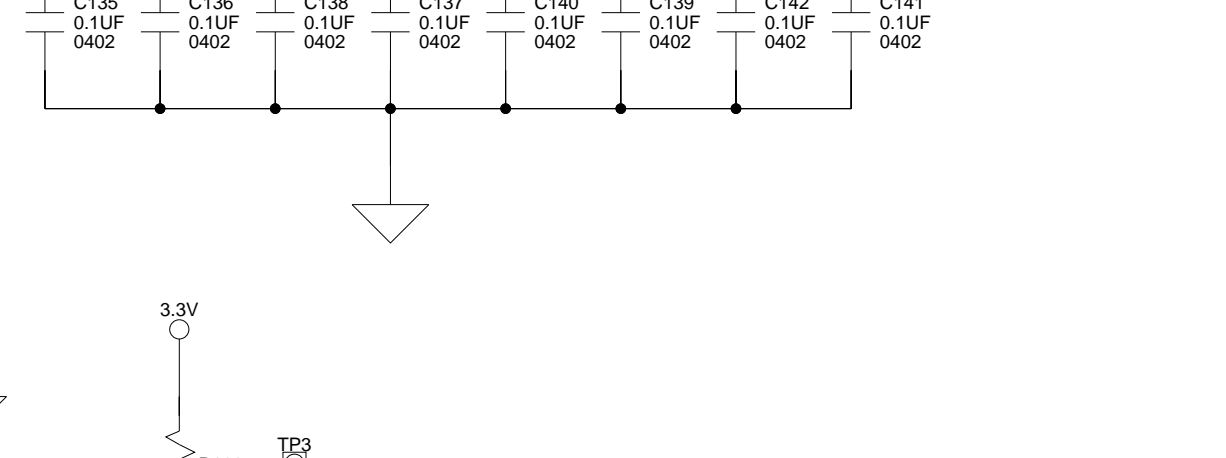 C135 C136 C138 C137 C140 C139 C142 C141
0.1UF 0.1UF 0.1UF 0.1UF 0.1UF 0.1UF 0.1UF 0.1UF
0402 0402 0402 0402 0402 0402 0402 0402
3.3V
TP3